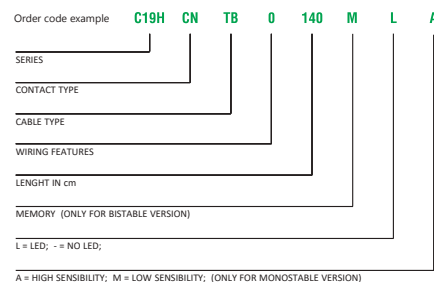 Order code example C19H CN TB 0 140 M L A
SERIES
CONTACT TYPE
CABLE TYPE
WIRING FEATURES
LENGHT IN cm
MEMORY (ONLY FOR BISTABLE VERSION)
L = LED; - = NO LED;
A = HIGH SENSIBILITY; M = LOW SENSIBILITY; (ONLY FOR MONOSTABLE VERSION)